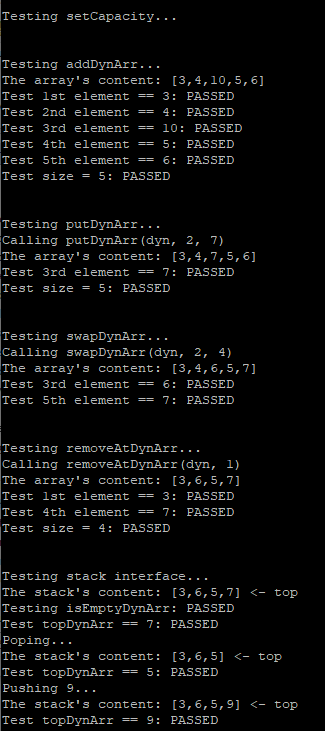 Testing setCapacity...
Testing addDynArr...
The array's content: [3,4,10,5,6]
Test 1st element == 3: PASSED
Test 2nd element == 4: PASSED
Test 3rd element == 10: PASSED
Test 4th element == 5: PASSED
Test 5th element == 6: PASSED
Test size = 5: PASSED
Testing putDynArr...
Calling putDynArr(dyn, 2, 7)
The array's content: [3,4,7,5,6]
Test 3rd element == 7: PASSED
Test size = 5: PASSED
Testing swapDynArr...
Calling swapDynArr(dyn, 2, 4)
The array's content: [3,4,6,5,7]
Test 3rd element == 6: PASSED
Test 5th element == 7: PASSED
Testing removeAtDynArr...
Calling removeAtDynArr(dyn, 1)
The array's content: [3,6,5,7]
Test 1st element == 3: PASSED
Test 4th element == 7: PASSED
Test size = 4: PASSED
Testing stack interface...
The stack's content: [3,6,5,7] <- top
Testing isEmptyDynArr: PASSED
Test topDynArr == 7: PASSED
Poping...
The stack's content: [3,6,5] <- top
Test topDynArr == 5: PASSED
Pushing 9...
The stack's content: [3,6,5,9] <- top
Test topDynArr == 9: PASSED